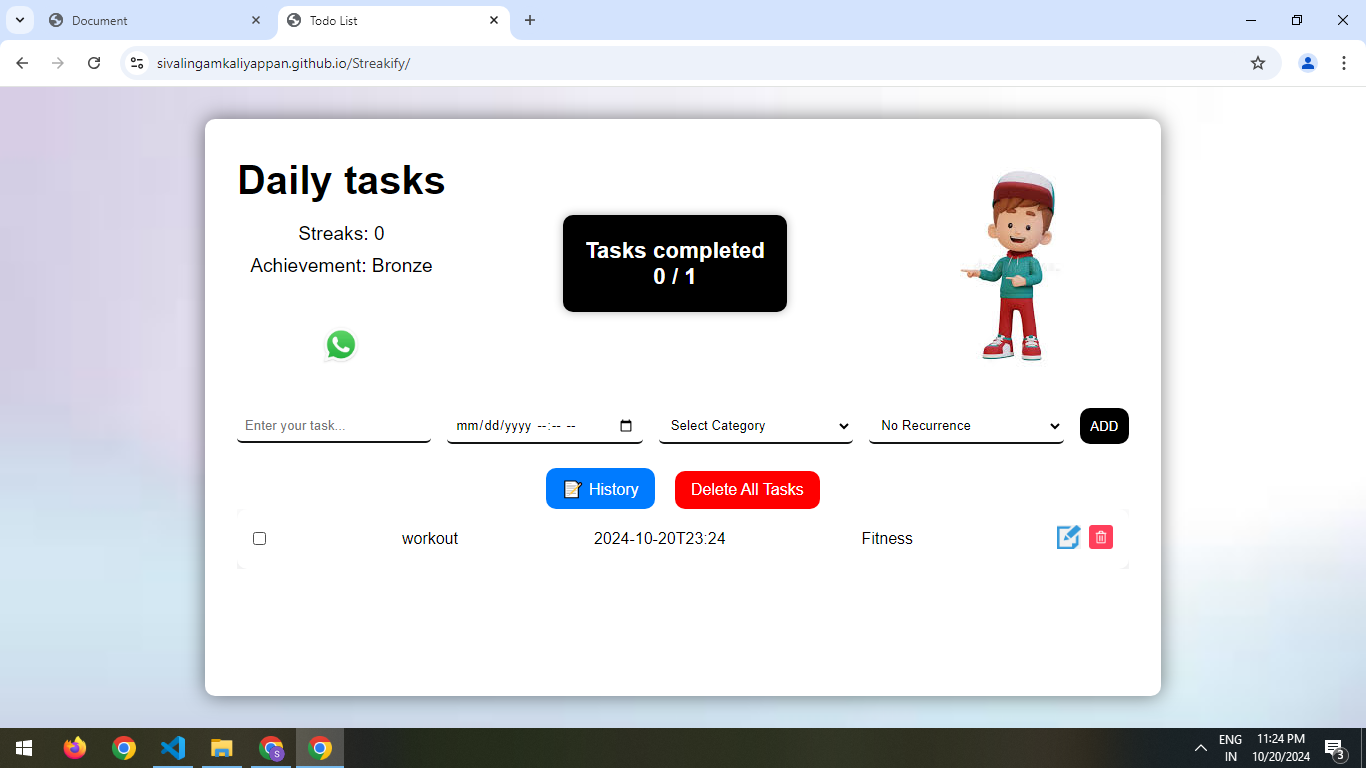 Document
Todo List
sivalingamkaliyappan.github.io/Streakify/
Daily tasks
Streaks: 0
Achievement: Bronze
Tasks completed
0 / 1
Enter your task...
mm/dd/yyyy --:-- --
Select Category
No Recurrence
ADD
History
Delete All Tasks
workout
2024-10-20T23:24
Fitness
S
ENG
IN
11:24 PM
10/20/2024
3